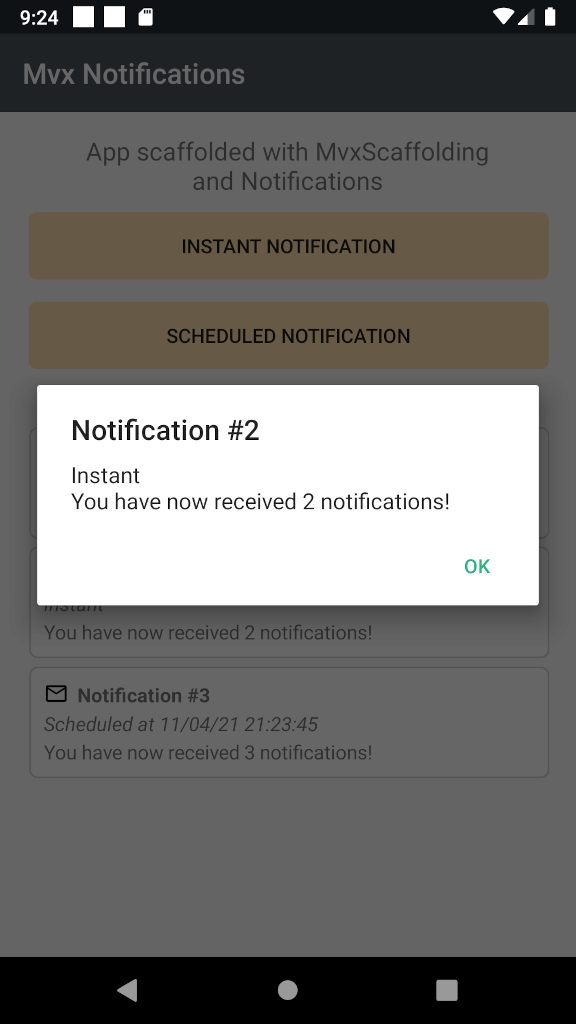 9:24
Mvx Notifications
App scaffolded with MvxScaffolding
and Notifications
INSTANT NOTIFICATION
SCHEDULED NOTIFICATION
Notification #2
Instant
You have now received 2 notifications!
OK
Instant
You have now received 2 notifications!
Notification #3
Scheduled at 11/04/21 21:23:45
You have now received 3 notifications!